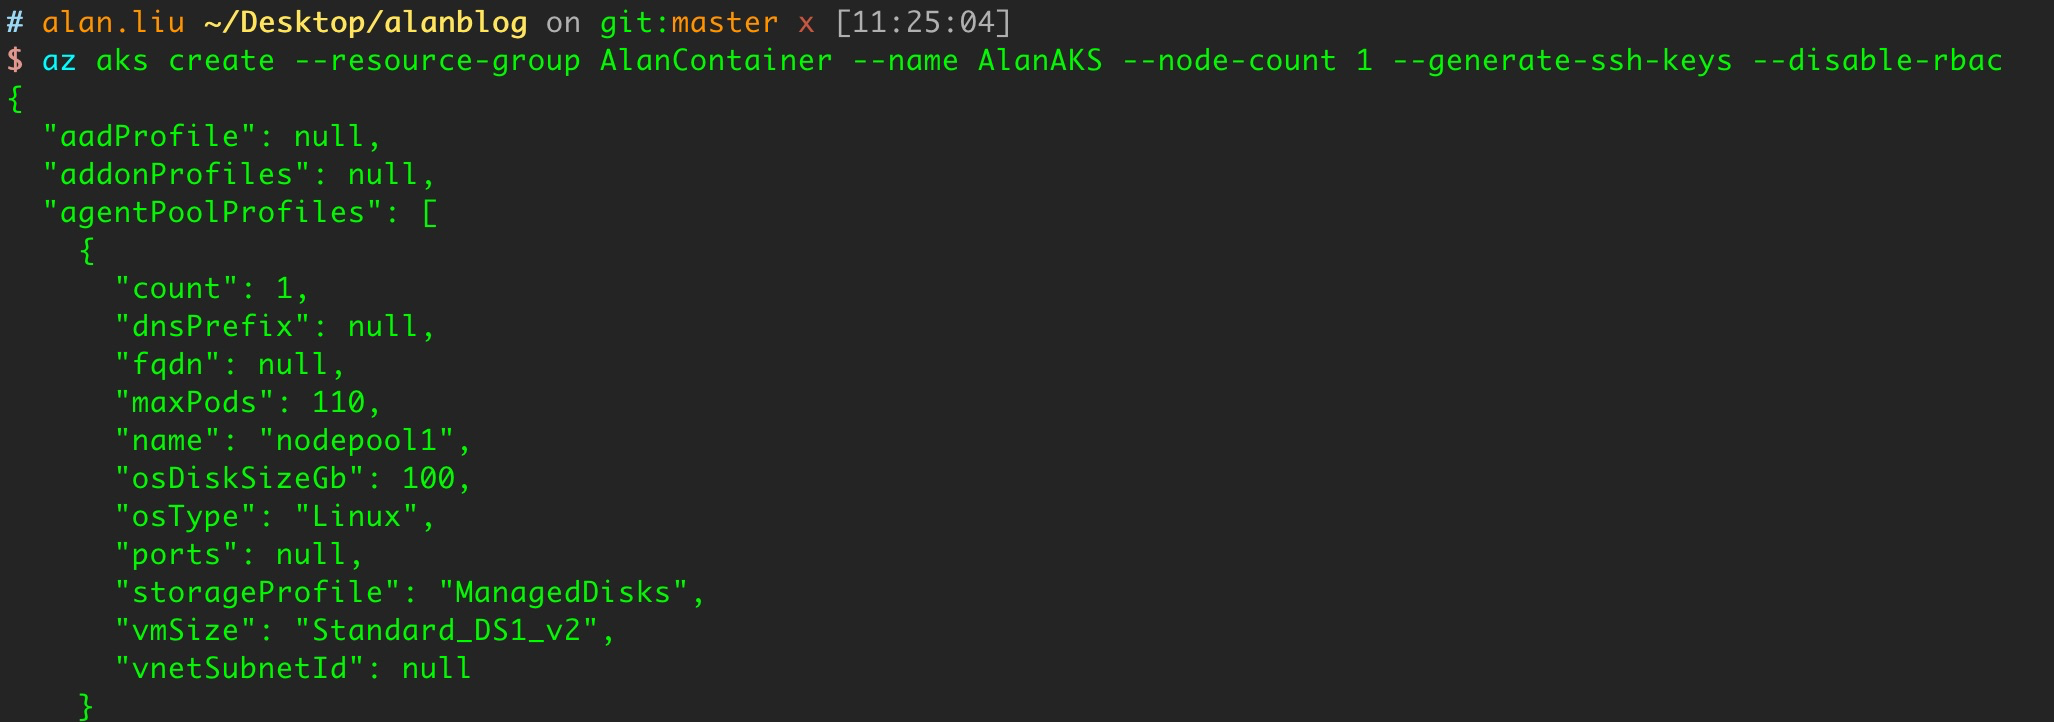 # alan.liu ~/Desktop/alanblog on git:master x [11:25:04]
$ az aks create --resource-group AlanContainer --name AlanAKS --node-count 1 --generate-ssh-keys --disable-rbac
{
  "aadProfile": null,
  "addonProfiles": null,
  "agentPoolProfiles": [
    {
      "count": 1,
      "dnsPrefix": null,
      "fqdn": null,
      "maxPods": 110,
      "name": "nodepool1",
      "osDiskSizeGb": 100,
      "osType": "Linux",
      "ports": null,
      "storageProfile": "ManagedDisks",
      "vmSize": "Standard_DS1_v2",
      "vnetSubnetId": null
    }